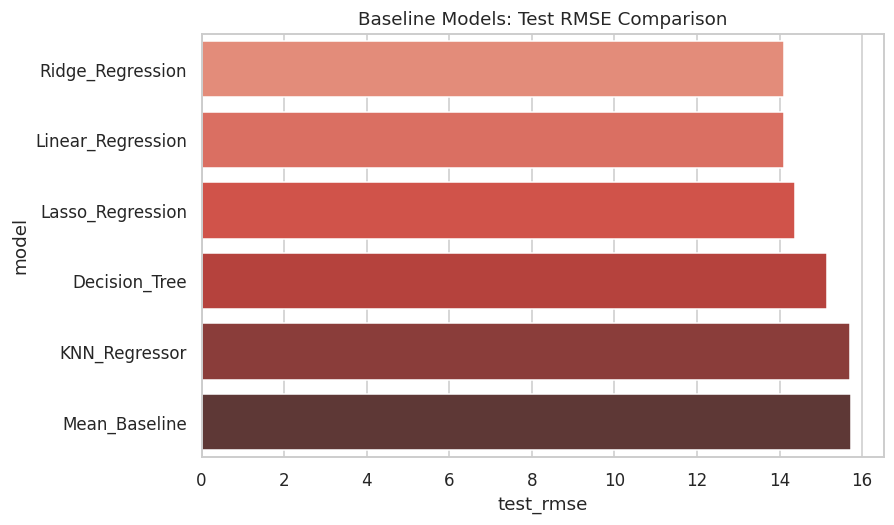 Baseline Models: Test RMSE Comparison
model
Ridge_Regression
Linear_Regression
Lasso_Regression
Decision_Tree
KNN_Regressor
Mean_Baseline
0 2 4 6 8 10 12 14 16
test_rmse